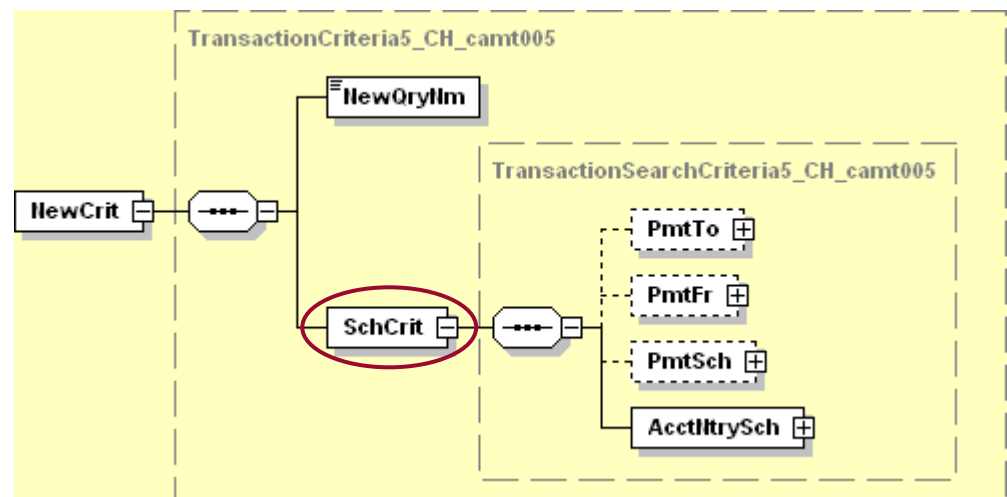 TransactionCriteria5_CH_camt005
NewQryNm
TransactionSearchCriteria5_CH_camt005
NewCrit
PmtTo
PmtFr
SchCrit
PmtSch
AcctNtrySch